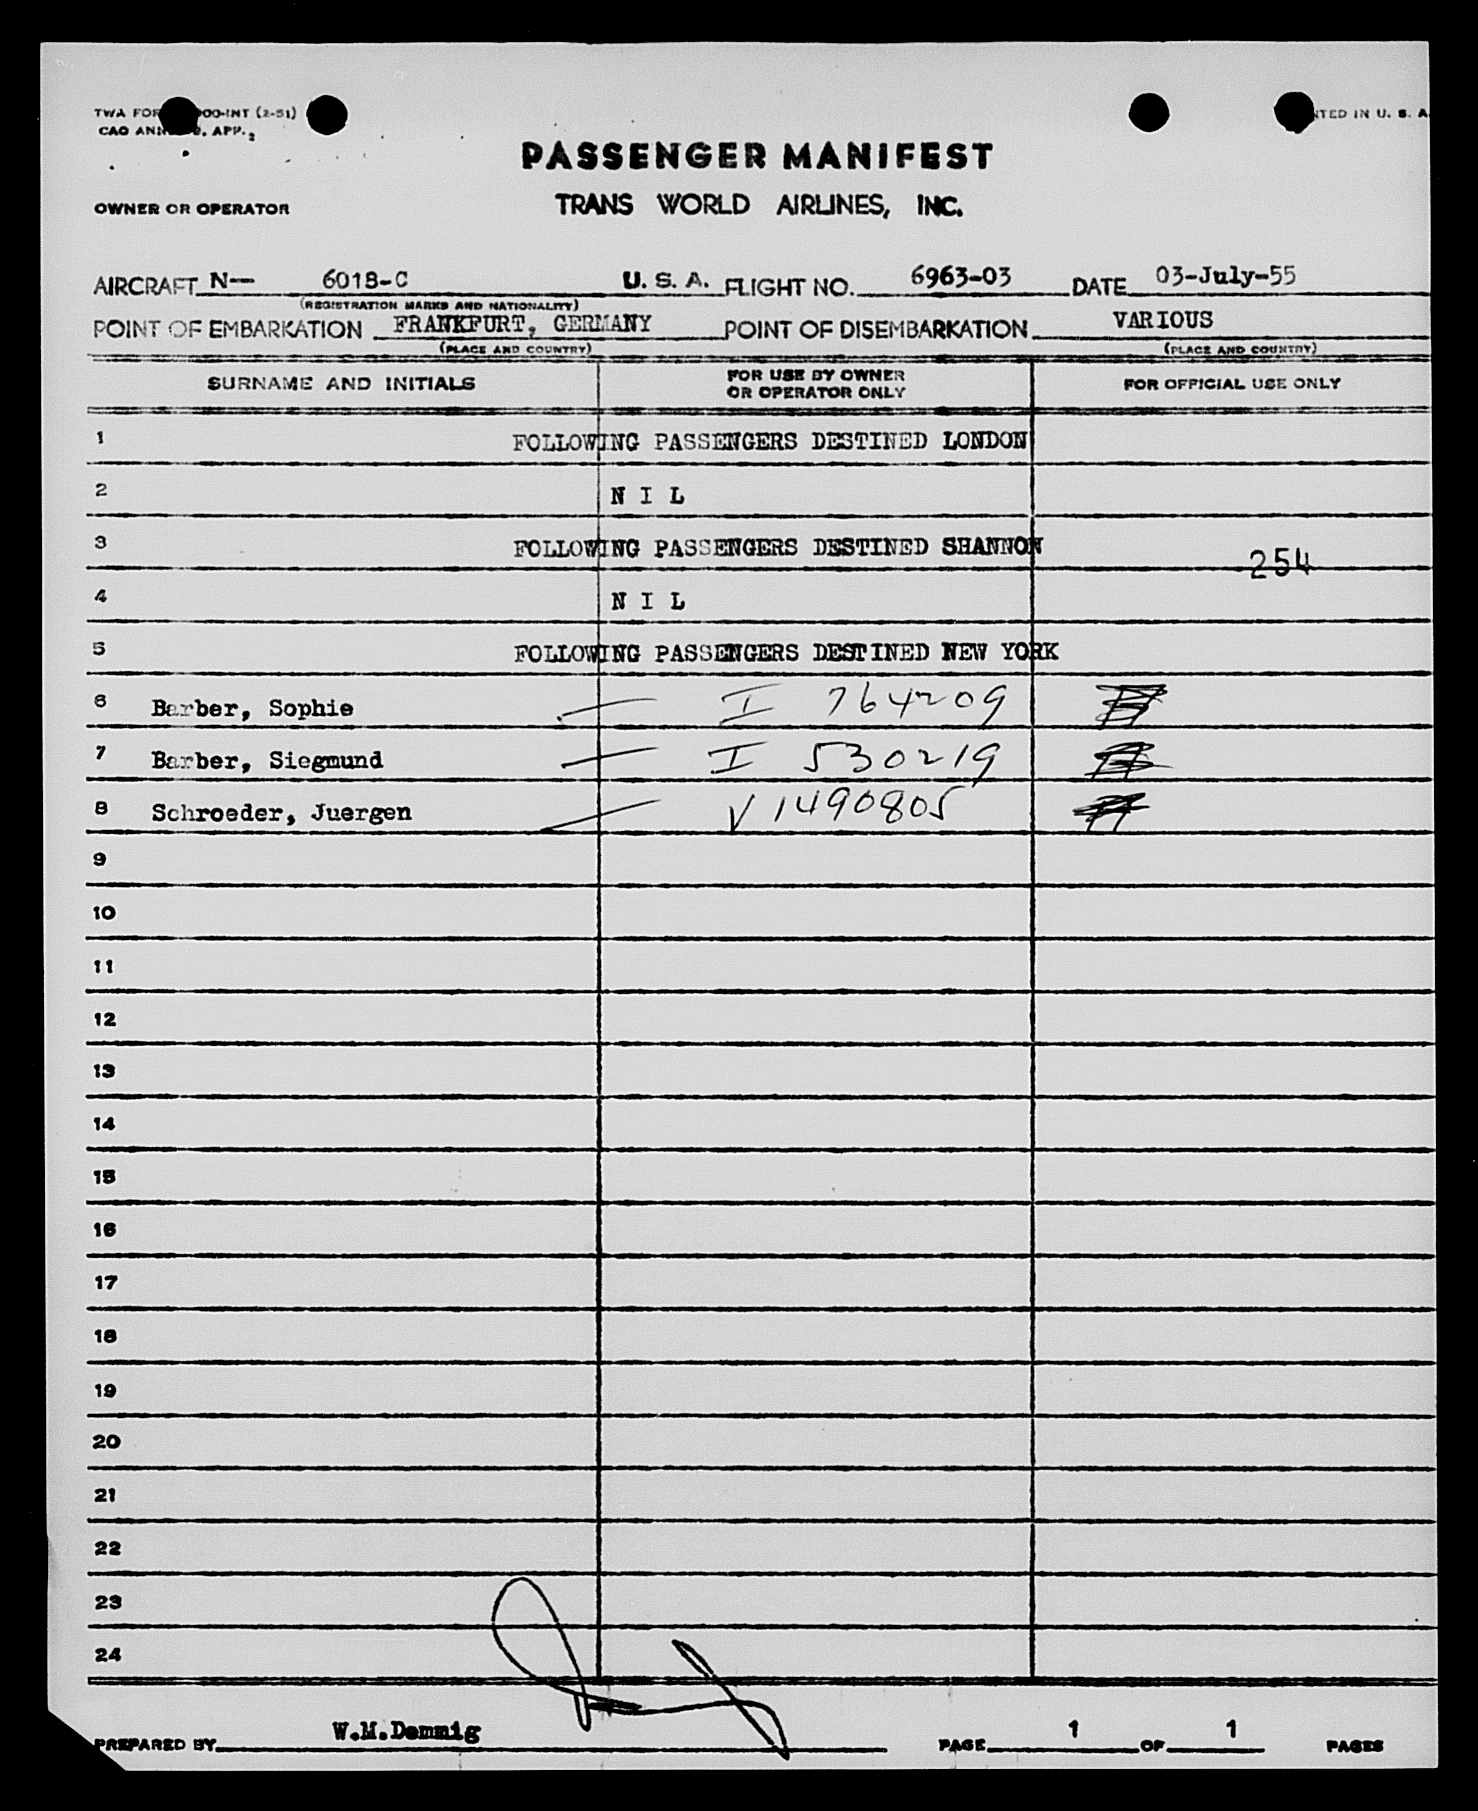 TWA FOR 00-INT (2-51)
CAO ANN 9, APP. 2
NTED IN U. S. A.
PASSENGER MANIFEST
OWNER OR OPERATOR
TRANS WORLD AIRLINES, INC.
AIRCRAFT N-- 6018-C U. S. A. FLIGHT NO. 6963-03 DATE 03-July-55
(REGISTRATION MARKS AND NATIONALITY)
POINT OF EMBARKATION FRANKFURT, GERMANY POINT OF DISEMBARKATION VARIOUS
(PLACE AND COUNTRY) (PLACE AND COUNTRY)
SURNAME AND INITIALS FOR USE BY OWNER OR OPERATOR ONLY FOR OFFICIAL USE ONLY
1 FOLLOWING PASSENGERS DESTINED LONDON
2 N I L
3 FOLLOWING PASSENGERS DESTINED SHANNON
254
4 N I L
5 FOLLOWING PASSENGERS DESTINED NEW YORK
6 Barber, Sophie — I 764209
7 Barber, Siegmund — I 530219
8 Schroeder, Juergen — V 1490805
9
10
11
12
13
14
15
16
17
18
19
20
21
22
23
24
PREPARED BY W.M.Demmig PAGE 1 OF 1 PAGES